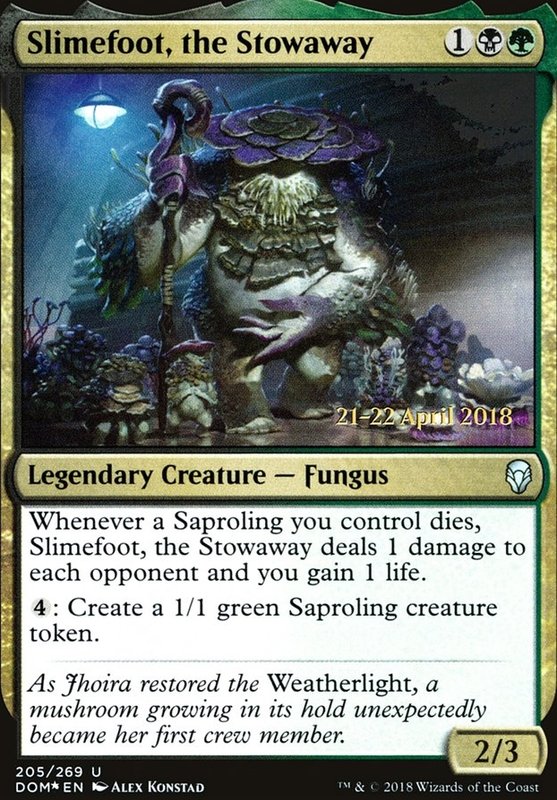 Slimefoot, the Stowaway 1
21–22 April 2018
Legendary Creature — Fungus
Whenever a Saproling you control dies,
Slimefoot, the Stowaway deals 1 damage to
each opponent and you gain 1 life.
4: Create a 1/1 green Saproling creature
token.
As Jhoira restored the Weatherlight, a
mushroom growing in its hold unexpectedly
became her first crew member.
2/3
205/269 U
DOM★EN Alex Konstad
™ & © 2018 Wizards of the Coast